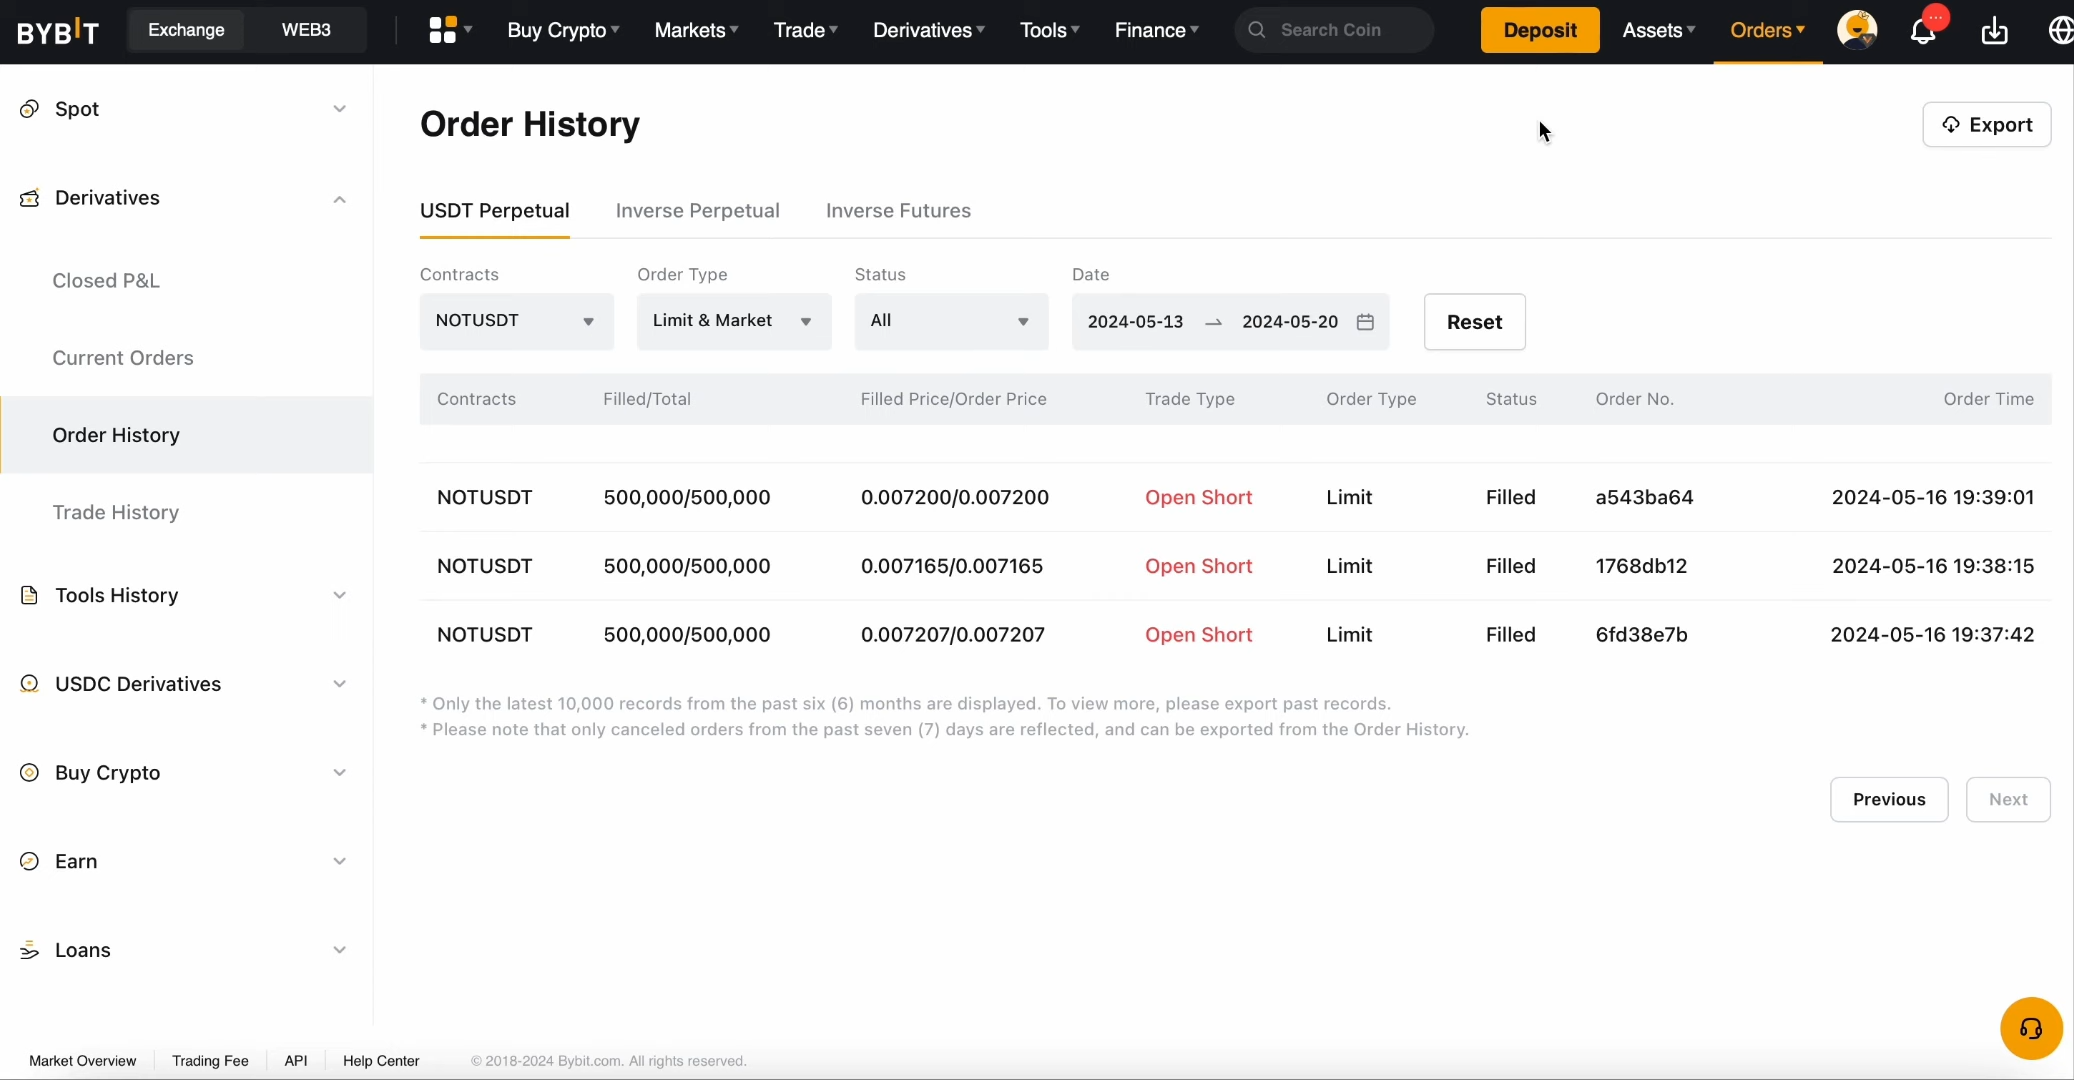 BYBIT Exchange WEB3 Buy Crypto Markets Trade Derivatives Tools Finance Search Coin Deposit Assets Orders
Spot
Derivatives
Closed P&L
Current Orders
Order History
Trade History
Tools History
USDC Derivatives
Buy Crypto
Earn
Loans
Order History
Export
USDT Perpetual Inverse Perpetual Inverse Futures
Contracts Order Type Status Date
NOTUSDT Limit & Market All 2024-05-13 → 2024-05-20 Reset
Contracts Filled/Total Filled Price/Order Price Trade Type Order Type Status Order No. Order Time
NOTUSDT 500,000/500,000 0.007200/0.007200 Open Short Limit Filled a543ba64 2024-05-16 19:39:01
NOTUSDT 500,000/500,000 0.007165/0.007165 Open Short Limit Filled 1768db12 2024-05-16 19:38:15
NOTUSDT 500,000/500,000 0.007207/0.007207 Open Short Limit Filled 6fd38e7b 2024-05-16 19:37:42
* Only the latest 10,000 records from the past six (6) months are displayed. To view more, please export past records.
* Please note that only canceled orders from the past seven (7) days are reflected, and can be exported from the Order History.
Previous Next
Market Overview Trading Fee API Help Center © 2018-2024 Bybit.com. All rights reserved.